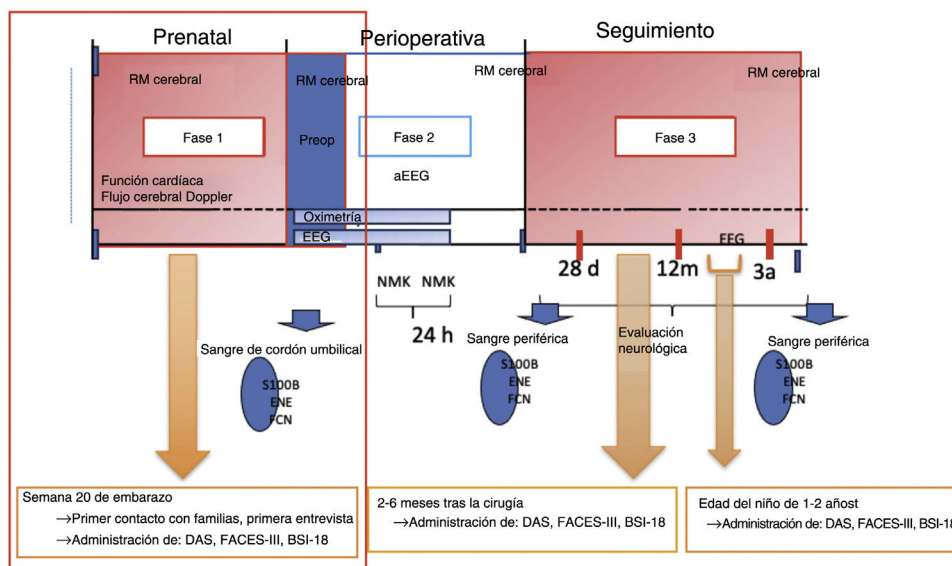 Prenatal
Perioperativa
Seguimiento
RM cerebral
RM cerebral
RM cerebral
RM cerebral
Fase 1
Preop
Fase 2
Fase 3
aEEG
Función cardíaca
Flujo cerebral Doppler
Oximetría
EEG
EEG
28 d
12m
3a
NMK NMK
24 h
Sangre de cordón umbilical
S100B
ENE
FCN
Sangre periférica
S100B
ENE
FCN
Evaluación
neurológica
Sangre periférica
S100B
ENE
FCN
Semana 20 de embarazo
→Primer contacto con familias, primera entrevista
→Administración de: DAS, FACES-III, BSI-18
2-6 meses tras la cirugía
→Administración de: DAS, FACES-III, BSI-18
Edad del niño de 1-2 añost
→Administración de: DAS, FACES-III, BSI-18